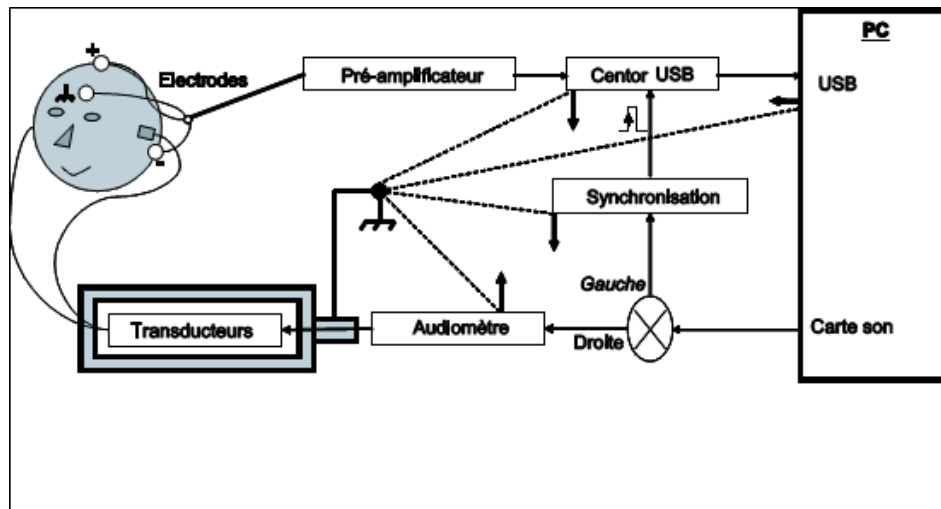 PC
+
Electrodes
Pré-amplificateur
Centor USB
USB
-
Synchronisation
Gauche
Transducteurs
Audiomètre
Droite
Carte son